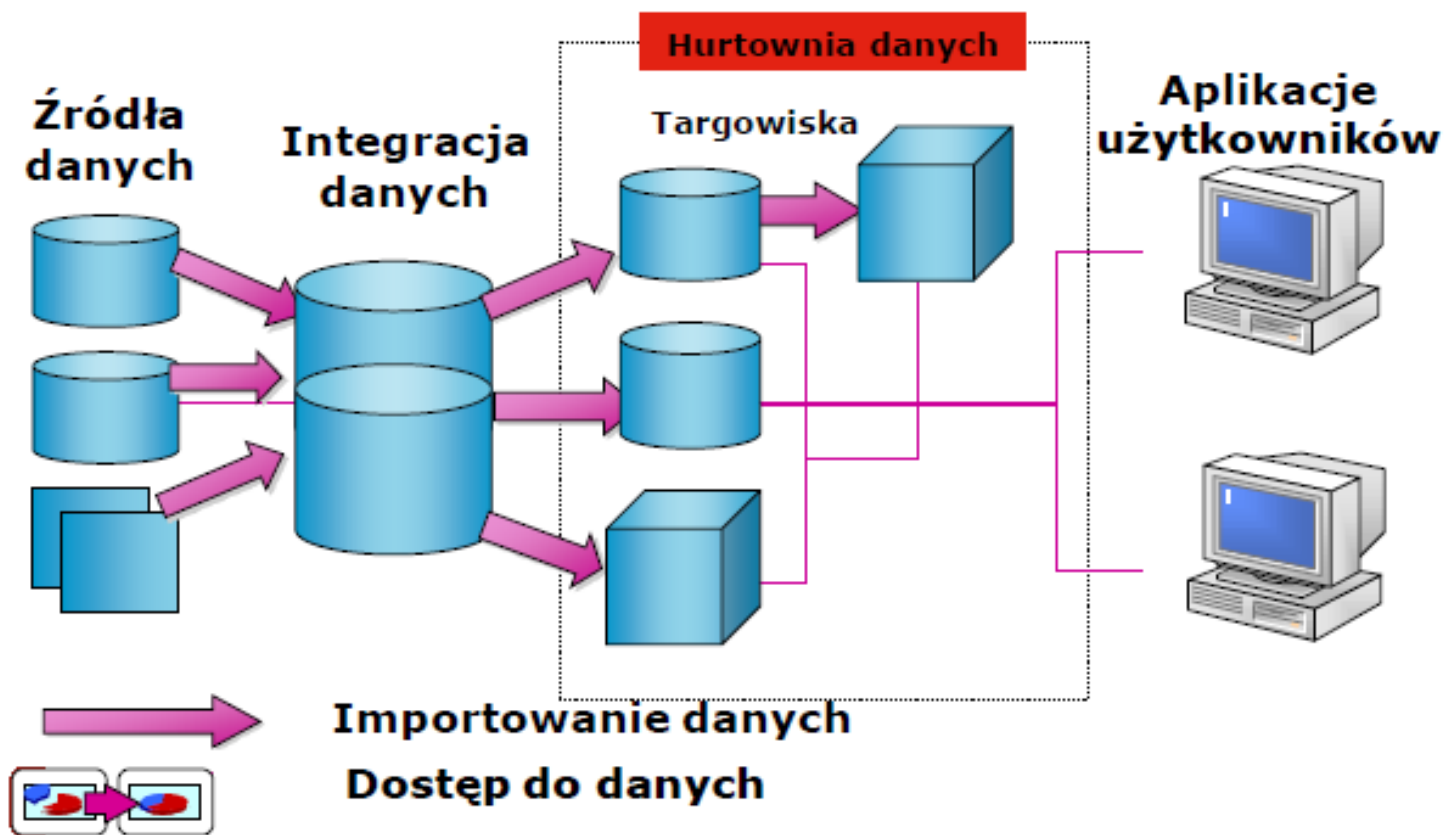 Hurtownia danych
Źródła
danych
Integracja
danych
Targowiska
Aplikacje
użytkowników
Importowanie danych
Dostęp do danych